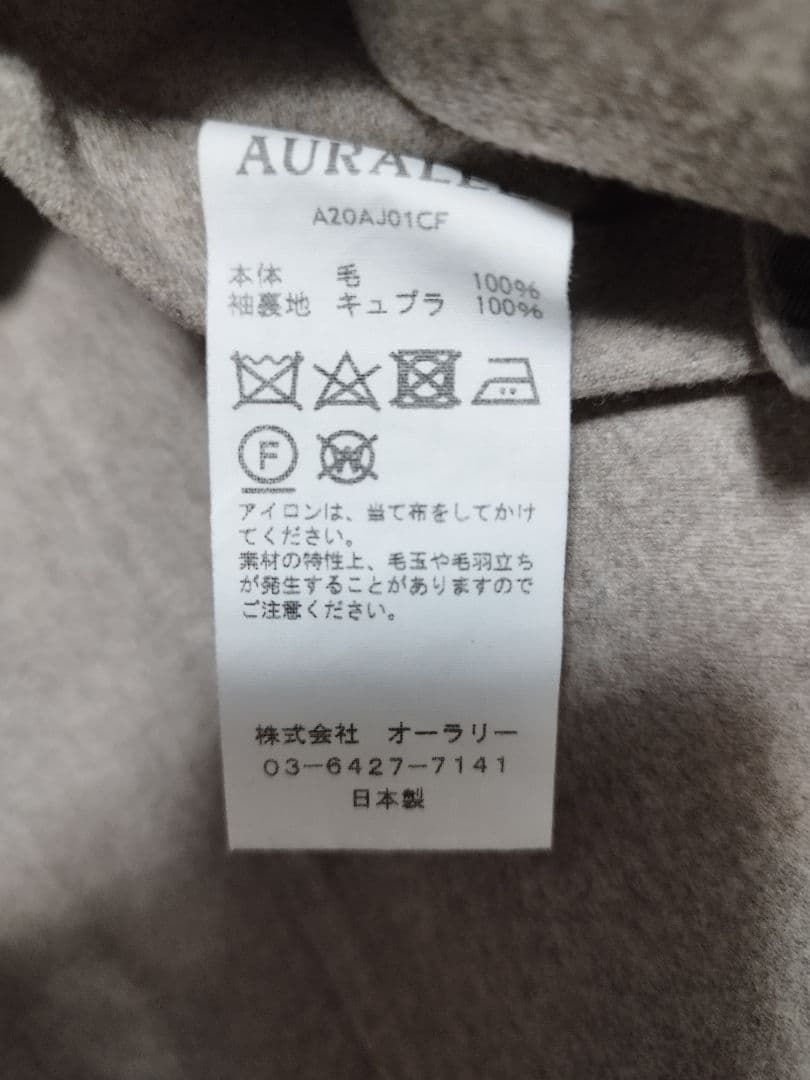 AURALEE
A20AJ01CF
本体 毛 100%
袖裏地 キュプラ 100%
F
W
アイロンは、当て布をしてかけ
てください。
素材の特性上、毛玉や毛羽立ち
が発生することがありますので
ご注意ください。
株式会社 オーラリー
03-6427-7141
日本製